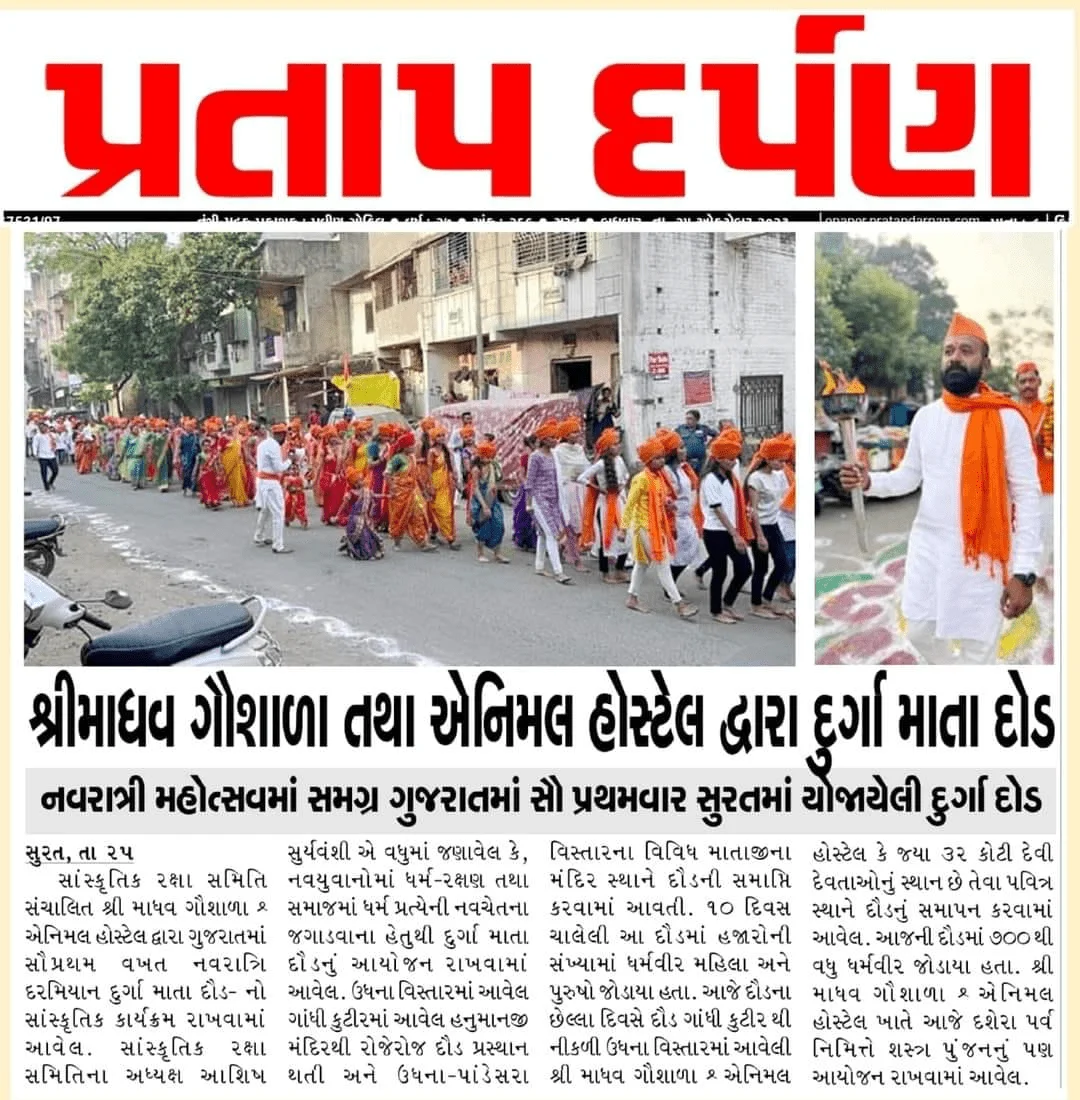 પ્રતાપ દર્પણ
શ્રીમાધવ ગૌશાળા તથા એનિમલ હોસ્ટેલ દ્વારા દુર્ગા માતા દોડ
નવરાત્રી મહોત્સવમાં સમગ્ર ગુજરાતમાં સૌ પ્રથમવાર સુરતમાં યોજાયેલી દુર્ગા દોડ
સુરત, તા ૨૫
સાંસ્કૃતિક રક્ષા સમિતિ
સંચાલિત શ્રી માધવ ગૌશાળા &
એનિમલ હોસ્ટેલ દ્વારા ગુજરાતમાં
સૌપ્રથમ વખત નવરાત્રિ
દરમિયાન દુર્ગા માતા દૌડ- નો
સાંસ્કૃતિક કાર્યક્રમ રાખવામાં
આવેલ. સાંસ્કૃતિક રક્ષા
સમિતિના અધ્યક્ષ આશિષ
સુર્યવંશી એ વધુમાં જણાવેલ કે,
નવયુવાનોમાં ધર્મ-રક્ષણ તથા
સમાજમાં ધર્મ પ્રત્યેની નવચેતના
જગાડવાના હેતુથી દુર્ગા માતા
દૌડનું આયોજન રાખવામાં
આવેલ. ઉધના વિસ્તારમાં આવેલ
ગાંધી કુટીરમાં આવેલ હનુમાનજી
મંદિરથી રોજેરોજ દૌડ પ્રસ્થાન
થતી અને ઉધના-પાંડેસરા
વિસ્તારના વિવિધ માતાજીના
મંદિર સ્થાને દૌડની સમાપ્તિ
કરવામાં આવતી. ૧૦ દિવસ
ચાલેલી આ દૌડમાં હજારોની
સંખ્યામાં ધર્મવીર મહિલા અને
પુરુષો જોડાયા હતા. આજે દૌડના
છેલ્લા દિવસે દૌડ ગાંધી કુટીર થી
નીકળી ઉધના વિસ્તારમાં આવેલી
શ્રી માધવ ગૌશાળા & એનિમલ
હોસ્ટેલ કે જ્યા ૩૨ કોટી દેવી
દેવતાઓનું સ્થાન છે તેવા પવિત્ર
સ્થાને દૌડનું સમાપન કરવામાં
આવેલ. આજની દૌડમાં ૭૦૦ થી
વધુ ધર્મવીર જોડાયા હતા. શ્રી
માધવ ગૌશાળા & એનિમલ
હોસ્ટેલ ખાતે આજે દશેરા પર્વ
નિમિત્તે શસ્ત્ર પુંજનનું પણ
આયોજન રાખવામાં આવેલ.